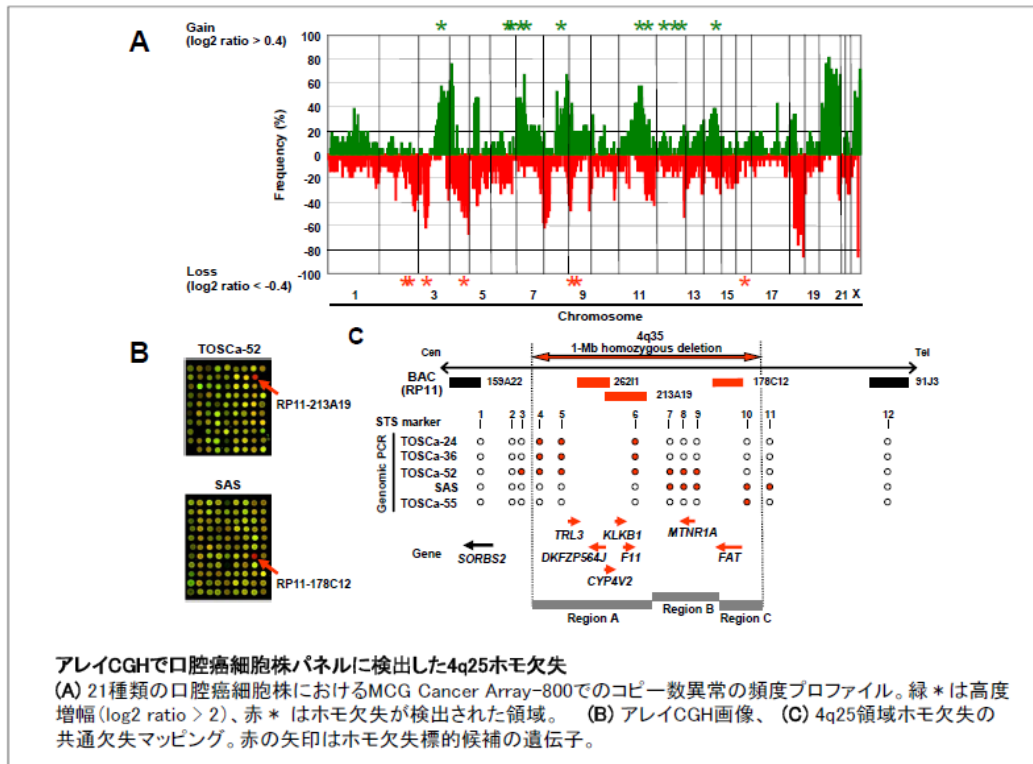 A
Gain
(log2 ratio > 0.4)
* * * * * * * * * * * *
100
80
60
40
20
0
-20
-40
-60
-80
-100
Frequency (%)
Loss
(log2 ratio < -0.4)
* * * * * * *
1 3 5 7 9 11 13 15 17 19 21 X
Chromosome
B
TOSCa-52
RP11-213A19
SAS
RP11-178C12
C
4q35
1-Mb homozygous deletion
Cen Tel
BAC
(RP11)
159A22 262I1 178C12 91J3
213A19
STS marker 1 2 3 4 5 6 7 8 9 10 11 12
Genomic PCR
TOSCa-24
TOSCa-36
TOSCa-52
SAS
TOSCa-55
TRL3 KLKB1 MTNR1A
Gene SORBS2 DKFZP564J F11 FAT
CYP4V2
Region A Region B Region C
アレイCGHで口腔癌細胞株パネルに検出した4q25ホモ欠失
(A) 21種類の口腔癌細胞株におけるMCG Cancer Array-800でのコピー数異常の頻度プロファイル。緑＊は高度
増幅(log2 ratio > 2)、赤＊ はホモ欠失が検出された領域。 (B) アレイCGH画像、 (C) 4q25領域ホモ欠失の
共通欠失マッピング。赤の矢印はホモ欠失標的候補の遺伝子。